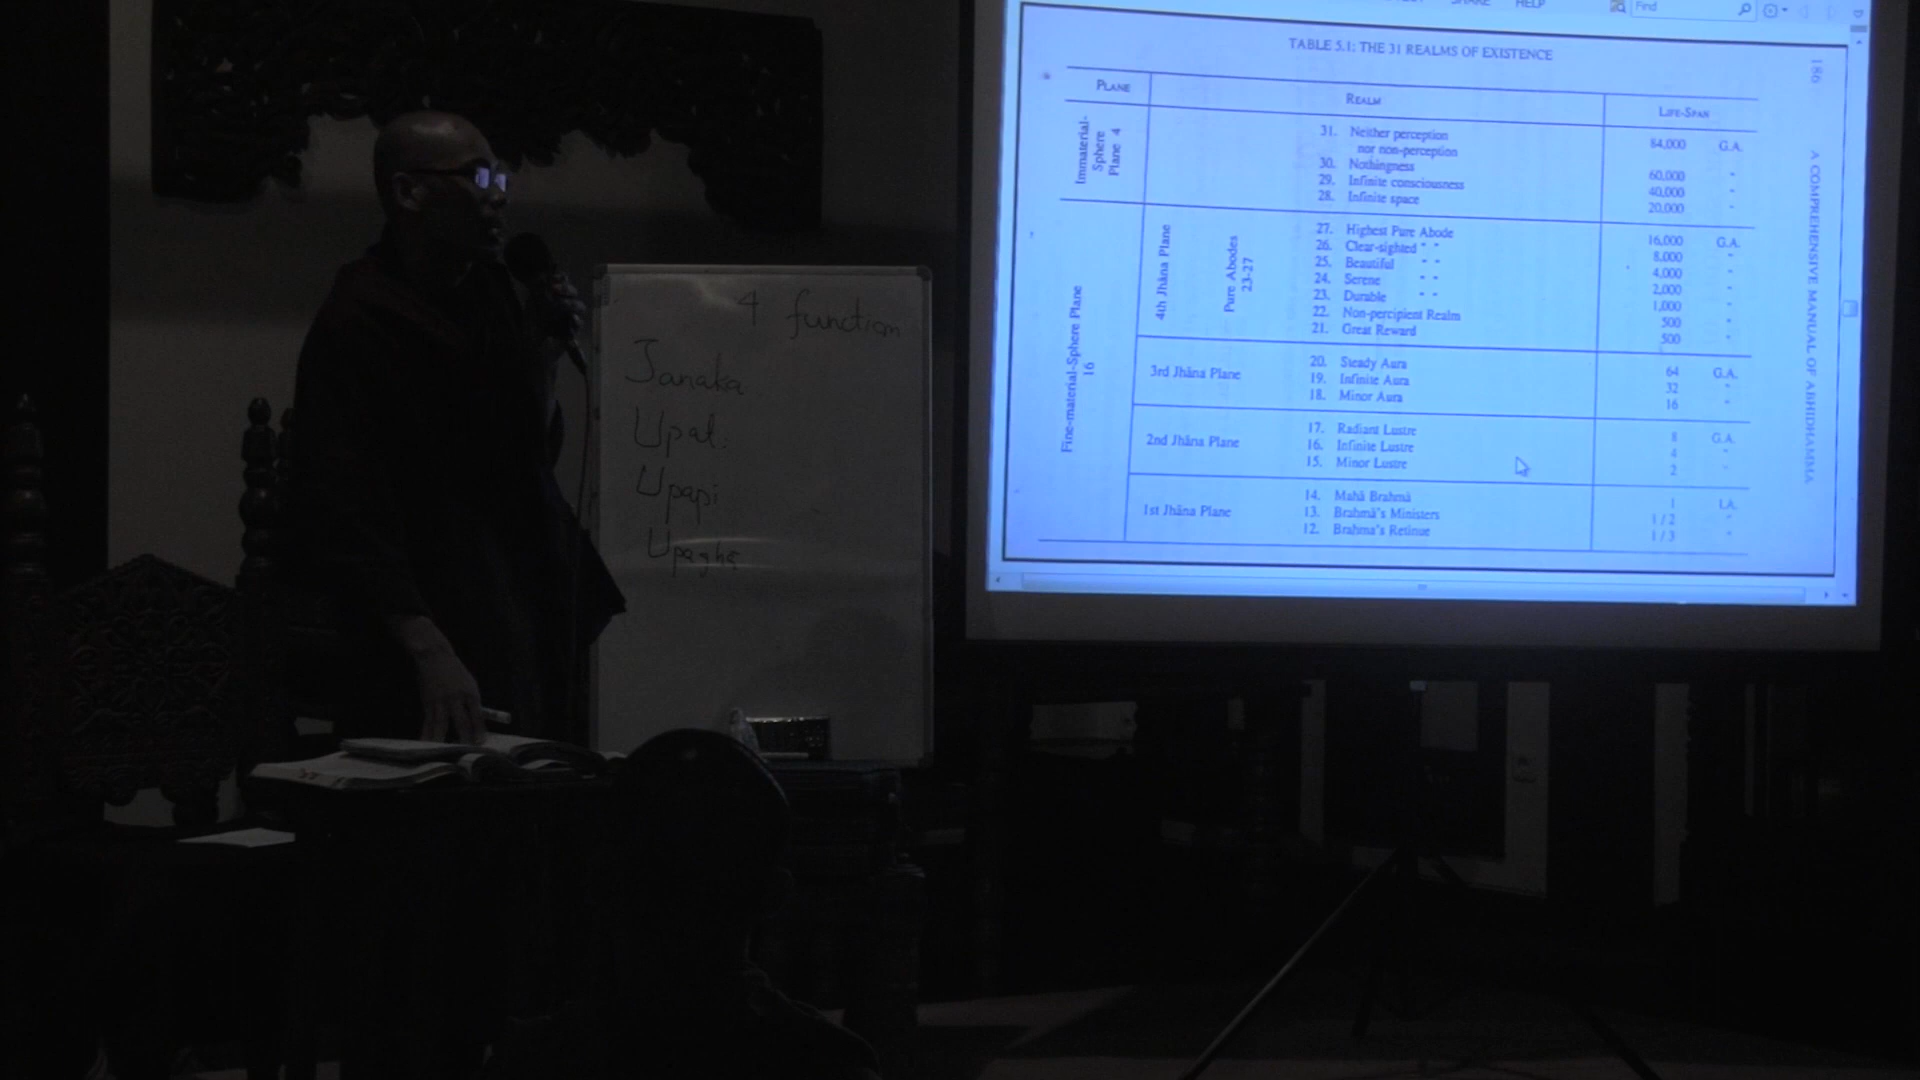 4 function
Janaka
Upat.
Upapi
Upagha
HELP
Find
TABLE 5.1: THE 31 REALMS OF EXISTENCE
186
A COMPREHENSIVE MANUAL OF ABHIDHAMMA
PLANE REALM LIFE-SPAN
Immaterial-
Sphere
Plane 4
31. Neither perception
nor non-perception 84,000 G.A.
30. Nothingness 60,000 "
29. Infinite consciousness 40,000 "
28. Infinite space 20,000 "
Fine-material-Sphere Plane
16
4th Jhāna Plane
Pure Abodes
23-27
27. Highest Pure Abode 16,000 G.A.
26. Clear-sighted " " 8,000 "
25. Beautiful " " 4,000 "
24. Serene " " 2,000 "
23. Durable " " 1,000 "
22. Non-percipient Realm 500 "
21. Great Reward 500 "
3rd Jhāna Plane
20. Steady Aura 64 G.A.
19. Infinite Aura 32 "
18. Minor Aura 16 "
2nd Jhāna Plane
17. Radiant Lustre 8 G.A.
16. Infinite Lustre 4 "
15. Minor Lustre 2 "
1st Jhāna Plane
14. Mahā Brahmā 1 I.A.
13. Brahmā's Ministers 1/2 "
12. Brahma's Retinue 1/3 "